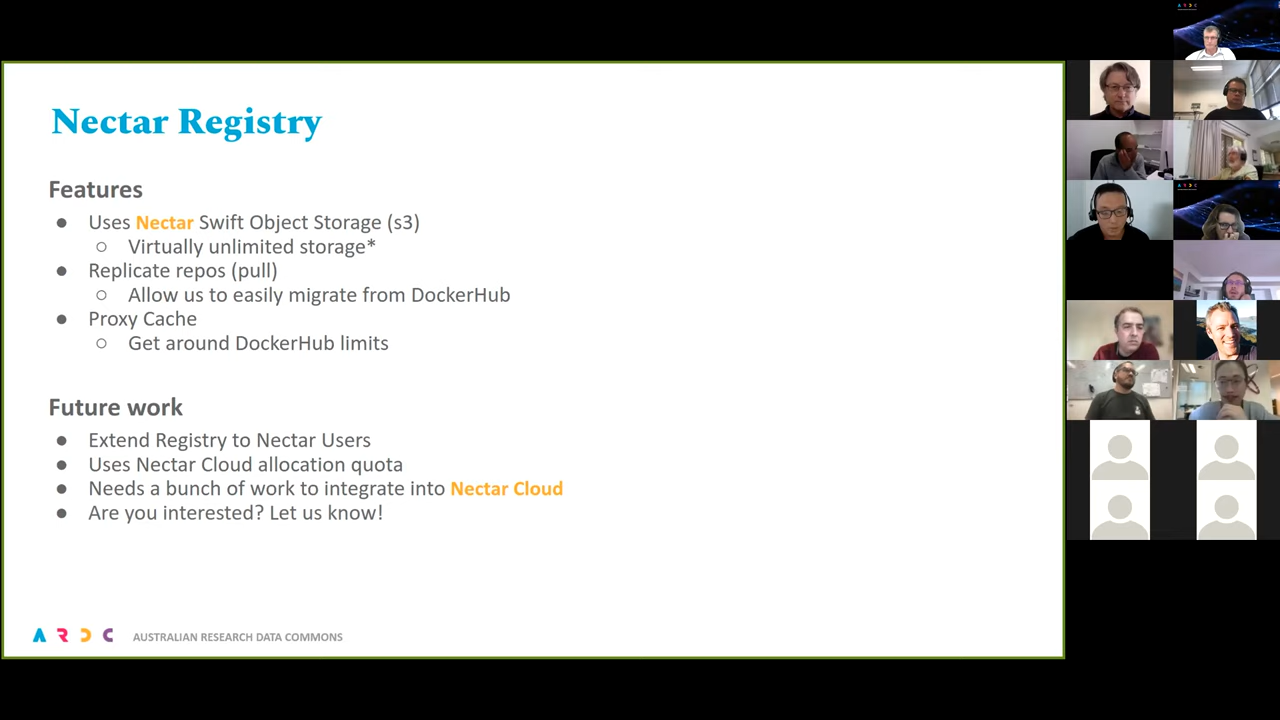 Nectar Registry
Features
● Uses Nectar Swift Object Storage (s3)
○ Virtually unlimited storage*
● Replicate repos (pull)
○ Allow us to easily migrate from DockerHub
● Proxy Cache
○ Get around DockerHub limits
Future work
● Extend Registry to Nectar Users
● Uses Nectar Cloud allocation quota
● Needs a bunch of work to integrate into Nectar Cloud
● Are you interested? Let us know!
ARDC AUSTRALIAN RESEARCH DATA COMMONS
ARDC
ARDC